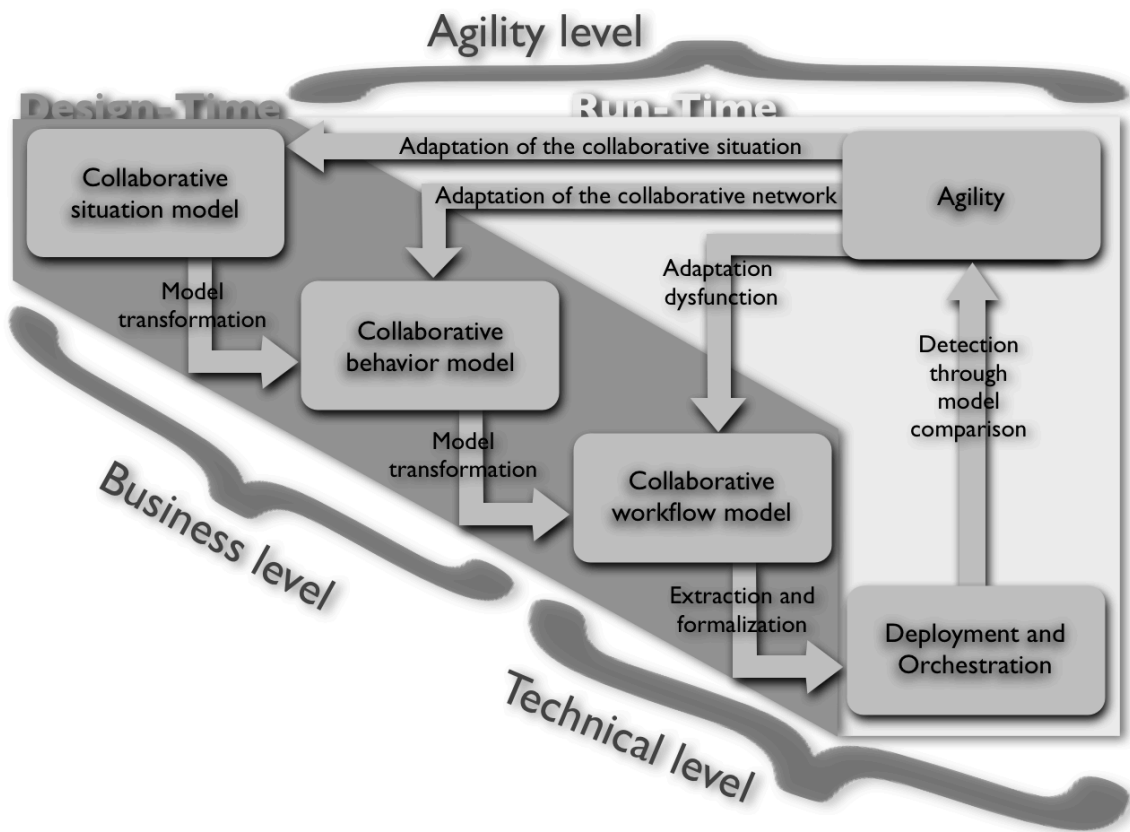 Agility level
Design-Time
Run-Time
Adaptation of the collaborative situation
Collaborative
situation model
Adaptation of the collaborative network
Agility
Model
transformation
Adaptation
dysfunction
Collaborative
behavior model
Detection
through
model
comparison
Model
transformation
Collaborative
workflow model
Business level
Extraction and
formalization
Deployment and
Orchestration
Technical level